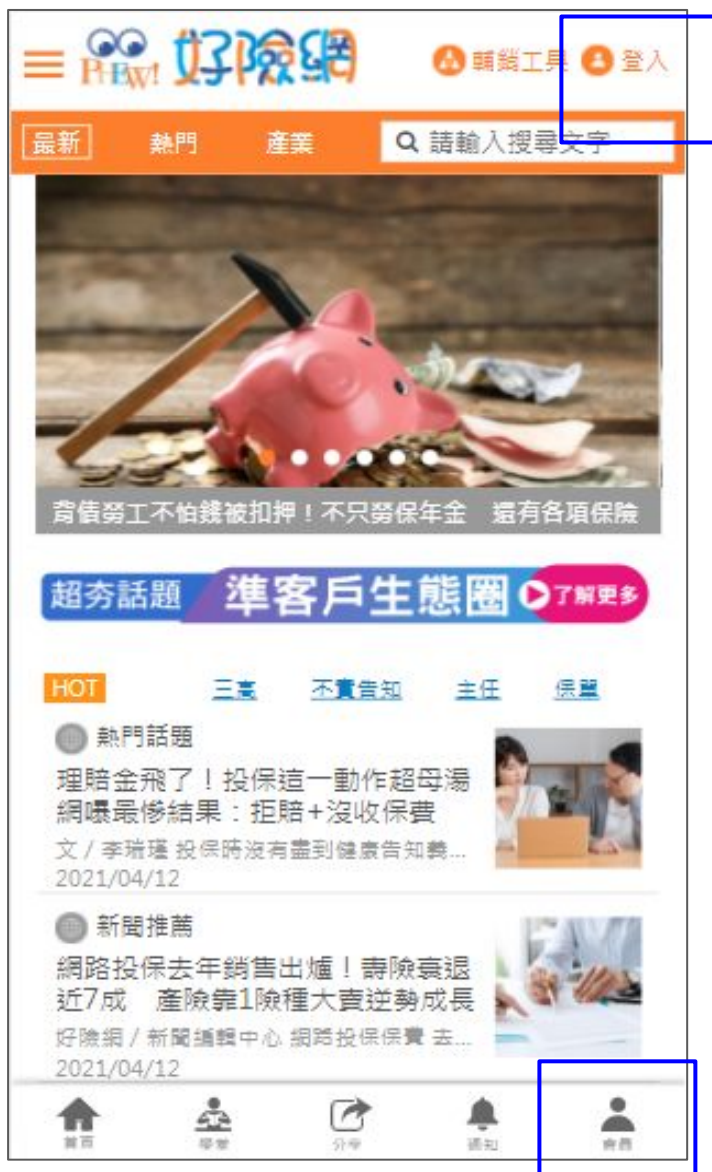 PHEW! 好險網
輔銷工具 登入
最新 熱門 產業 請輸入搜尋文字
背債勞工不怕錢被扣押！不只勞保年金 還有各項保險
超夯話題 準客戶生態圈 了解更多
HOT 三高 不實告知 主任 保單
熱門話題
理賠金飛了！投保這一動作超母湯
網曝最慘結果：拒賠+沒收保費
文 / 李瑞瑾 投保時沒有盡到健康告知義...
2021/04/12
新聞推薦
網路投保去年銷售出爐！壽險衰退
近7成 產險靠1險種大賣逆勢成長
好險網 / 新聞編輯中心 網路投保保費 去...
2021/04/12
首頁 學堂 分享 通知 會員